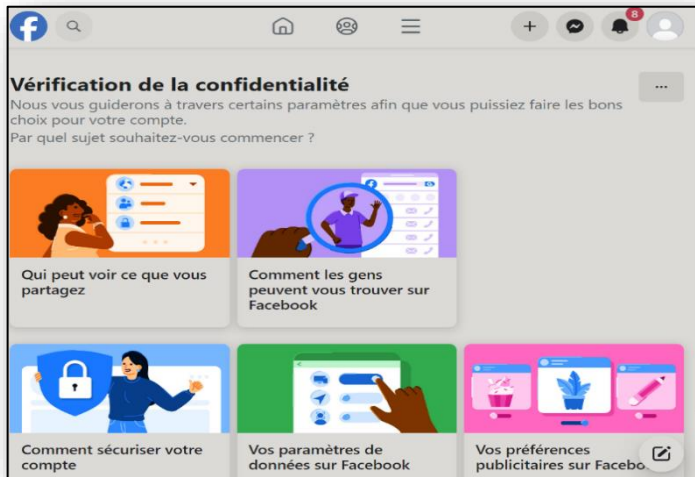 8
Vérification de la confidentialité
Nous vous guiderons à travers certains paramètres afin que vous puissiez faire les bons
choix pour votre compte.
Par quel sujet souhaitez-vous commencer ?
Qui peut voir ce que vous
partagez
Comment les gens
peuvent vous trouver sur
Facebook
Comment sécuriser votre
compte
Vos paramètres de
données sur Facebook
Vos préférences
publicitaires sur